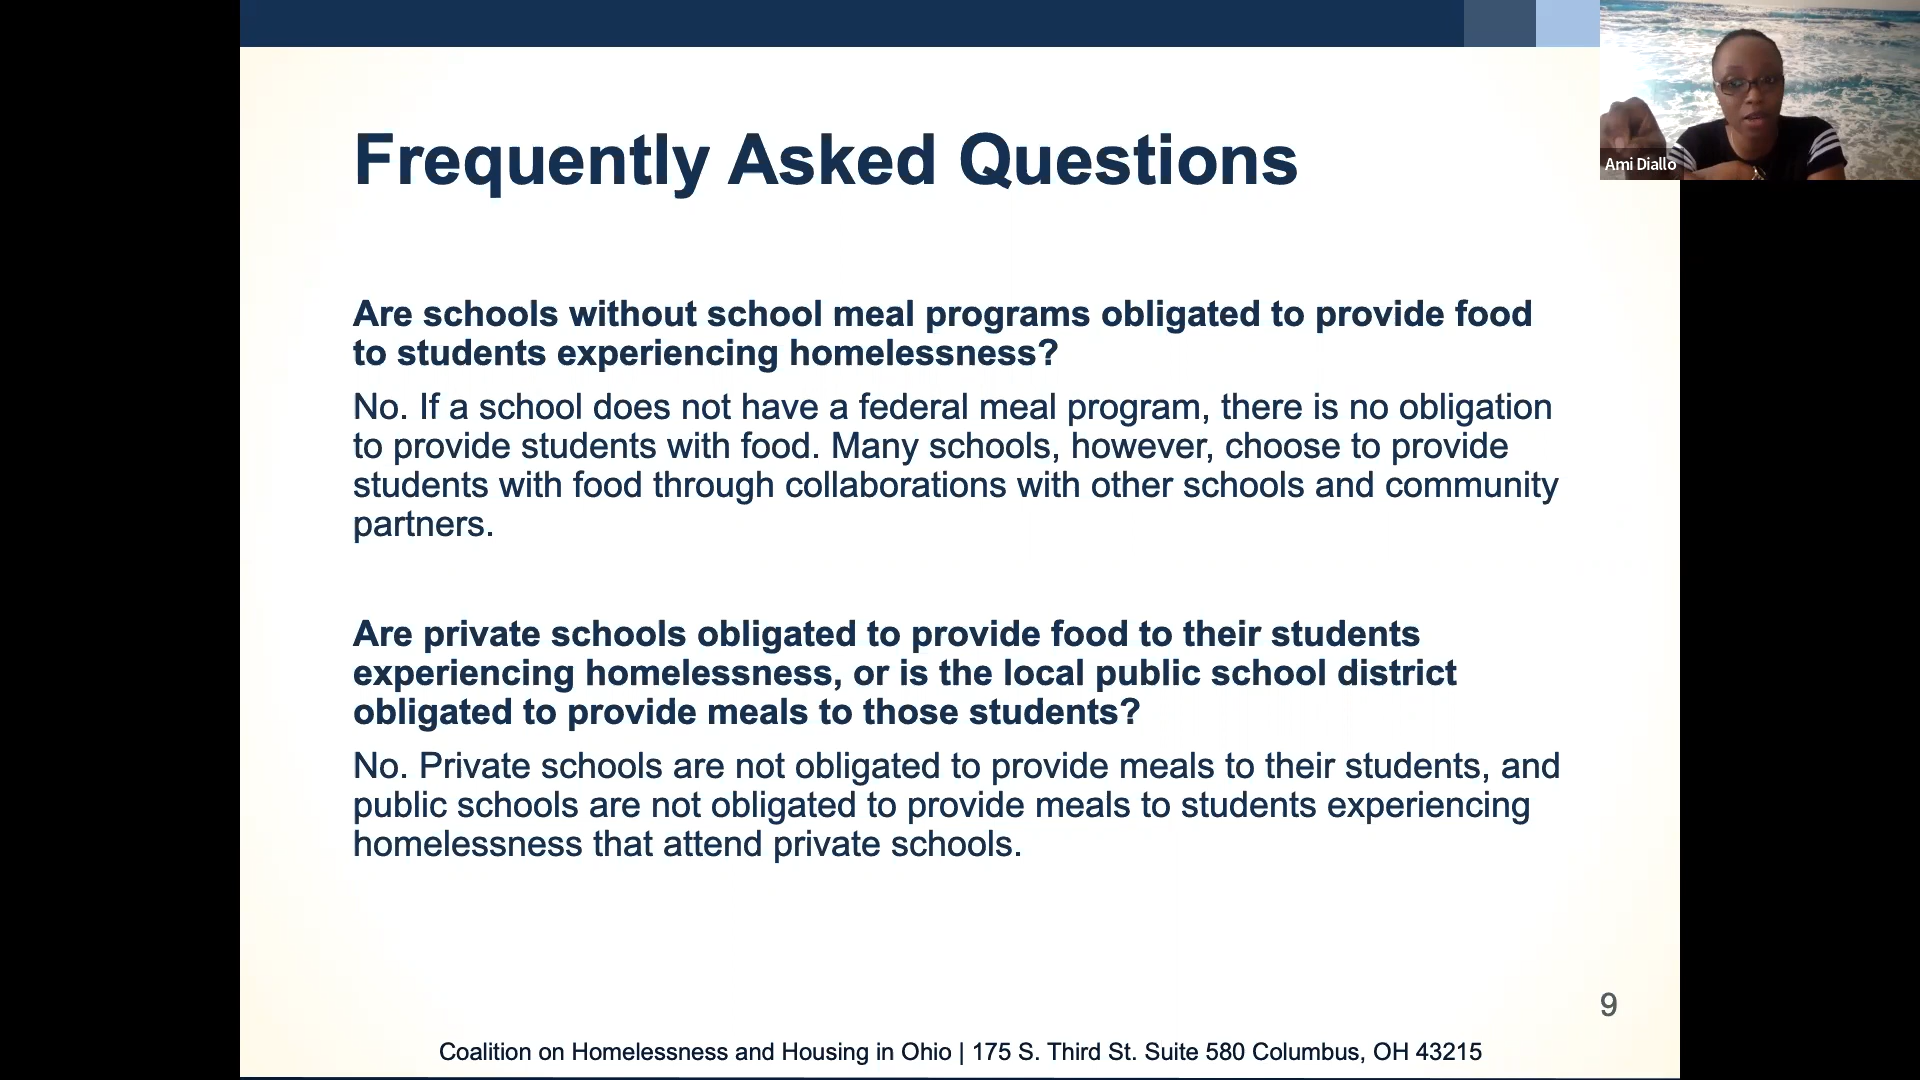 Frequently Asked Questions
Ami Diallo
Are schools without school meal programs obligated to provide food
to students experiencing homelessness?
No. If a school does not have a federal meal program, there is no obligation
to provide students with food. Many schools, however, choose to provide
students with food through collaborations with other schools and community
partners.
Are private schools obligated to provide food to their students
experiencing homelessness, or is the local public school district
obligated to provide meals to those students?
No. Private schools are not obligated to provide meals to their students, and
public schools are not obligated to provide meals to students experiencing
homelessness that attend private schools.
9
Coalition on Homelessness and Housing in Ohio | 175 S. Third St. Suite 580 Columbus, OH 43215